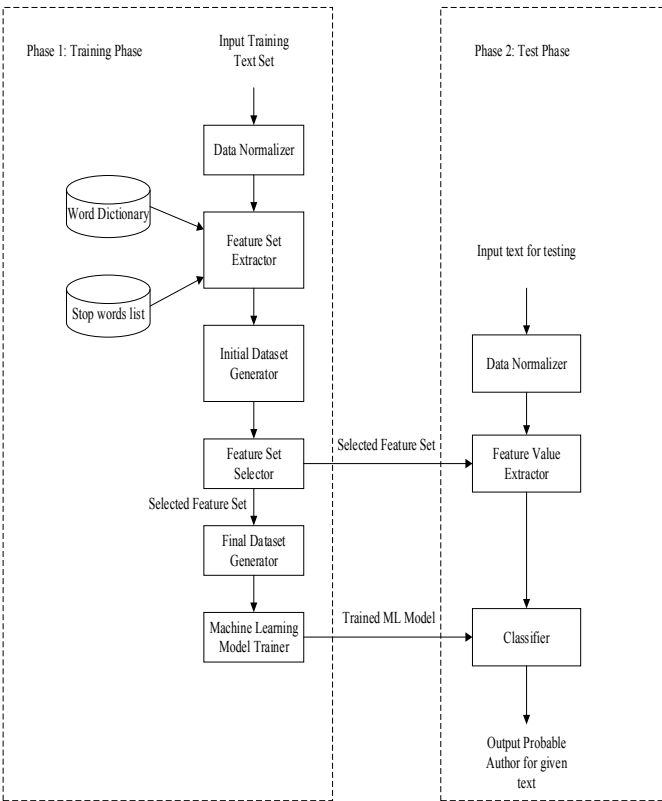 Phase 1: Training Phase
Input Training
Text Set
Data Normalizer
Word Dictionary
Feature Set
Extractor
Stop words list
Initial Dataset
Generator
Feature Set
Selector
Selected Feature Set
Final Dataset
Generator
Machine Learning
Model Trainer
Selected Feature Set
Trained ML Model
Phase 2: Test Phase
Input text for testing
Data Normalizer
Feature Value
Extractor
Classifier
Output Probable
Author for given
text